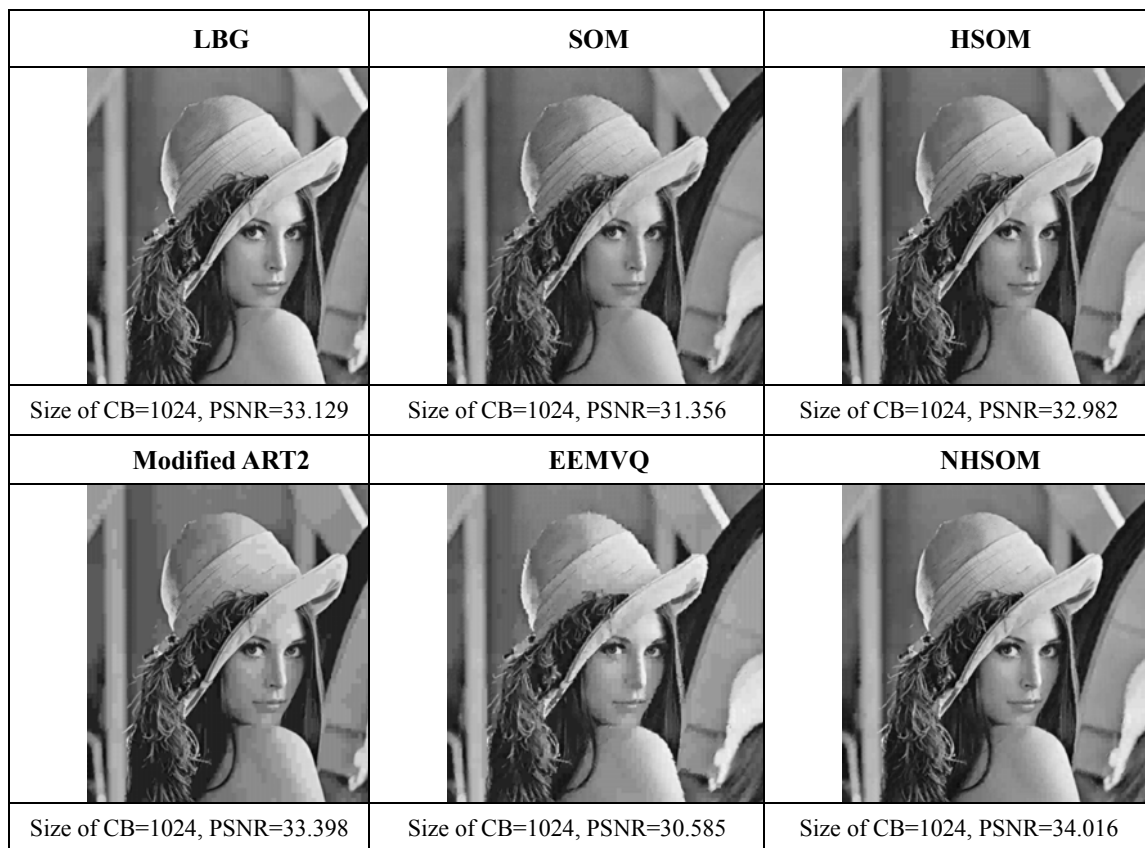 LBG
SOM
HSOM
Size of CB=1024, PSNR=33.129
Size of CB=1024, PSNR=31.356
Size of CB=1024, PSNR=32.982
Modified ART2
EEMVQ
NHSOM
Size of CB=1024, PSNR=33.398
Size of CB=1024, PSNR=30.585
Size of CB=1024, PSNR=34.016